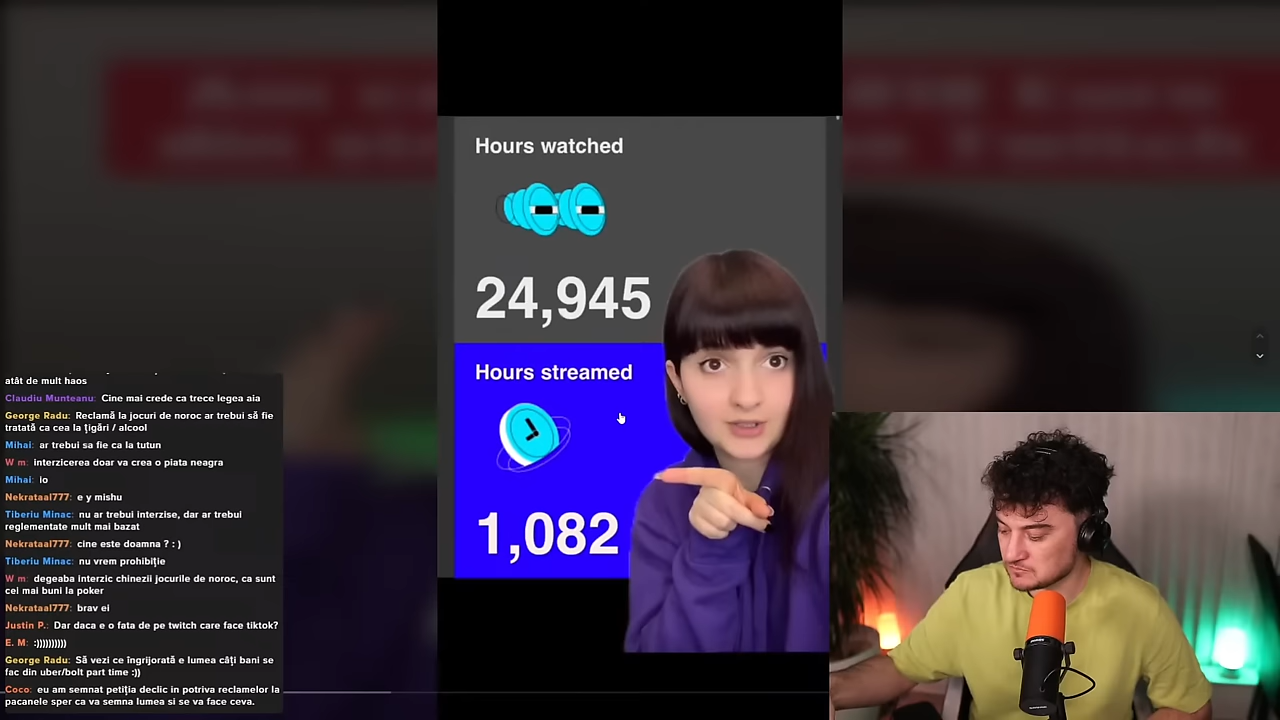 Hours watched
24,945
Hours streamed
1,082
atât de mult haos
Claudiu Munteanu: Cine mai crede ca trece legea aia
George Radu: Reclamă la jocuri de noroc ar trebui să fie
tratată ca cea la țigări / alcool
Mihai: ar trebui sa fie ca la tutun
W m: interzicerea doar va crea o piata neagra
Mihai: io
Nekrataal777: e y mishu
Tiberiu Minac: nu ar trebui interzise, dar ar trebui
reglementate mult mai bazat
Nekrataal777: cine este doamna ? : )
Tiberiu Minac: nu vrem prohibiție
W m: degeaba interzic chinezii jocurile de noroc, ca sunt
cei mai buni la poker
Nekrataal777: brav ei
Justin P.: Dar daca e o fata de pe twitch care face tiktok?
E. M: :))))))))))
George Radu: Să vezi ce îngrijorată e lumea câți bani se
fac din uber/bolt part time :))
Coco: eu am semnat petiția declic in potriva reclamelor la
pacanele sper ca va semna lumea si se va face ceva.